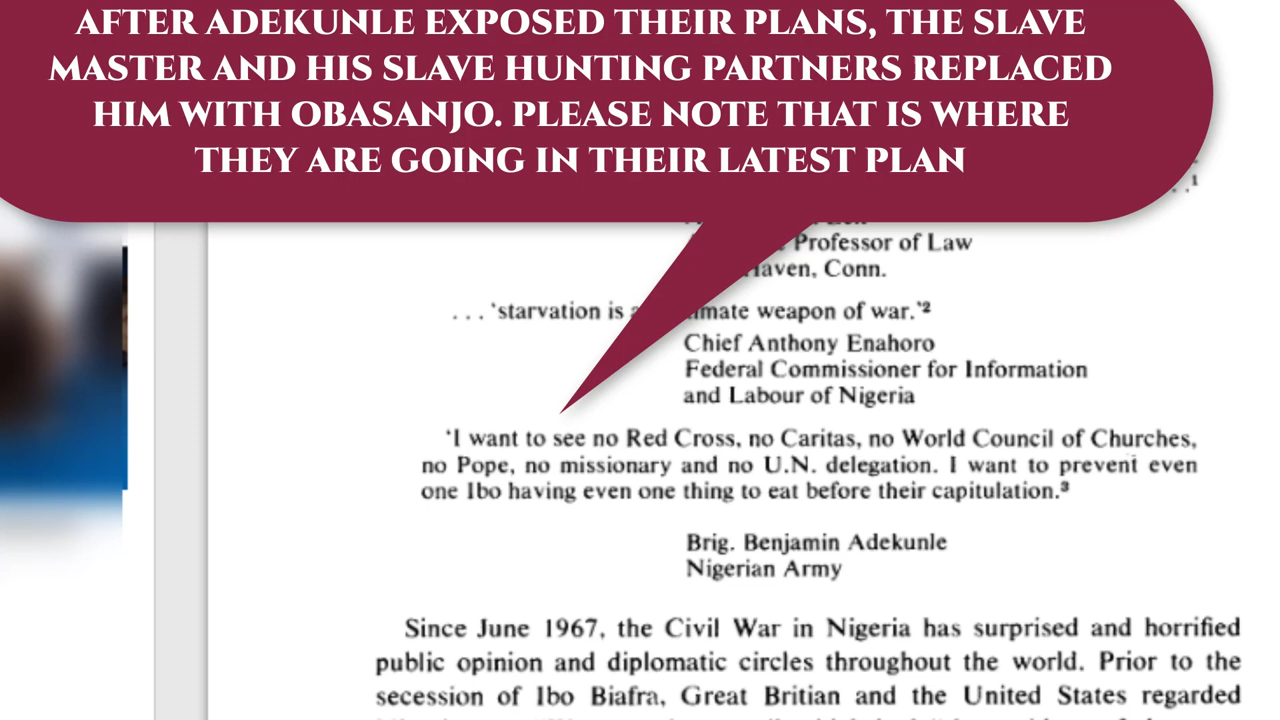 AFTER ADEKUNLE EXPOSED THEIR PLANS, THE SLAVE
MASTER AND HIS SLAVE HUNTING PARTNERS REPLACED
HIM WITH OBASANJO. PLEASE NOTE THAT IS WHERE
THEY ARE GOING IN THEIR LATEST PLAN
. .¹
Professor of Law
Conn.
. . . 'starvation is weapon of war.'²
Chief Anthony Enahoro
Federal Commissioner for Information
and Labour of Nigeria
'I want to see no Red Cross, no Caritas, no World Council of Churches,
no Pope, no missionary and no U.N. delegation. I want to prevent even
one Ibo having even one thing to eat before their capitulation.³
Brig. Benjamin Adekunle
Nigerian Army
Since June 1967, the Civil War in Nigeria has surprised and horrified
public opinion and diplomatic circles throughout the world. Prior to the
secession of Ibo Biafra, Great Britian and the United States regarded